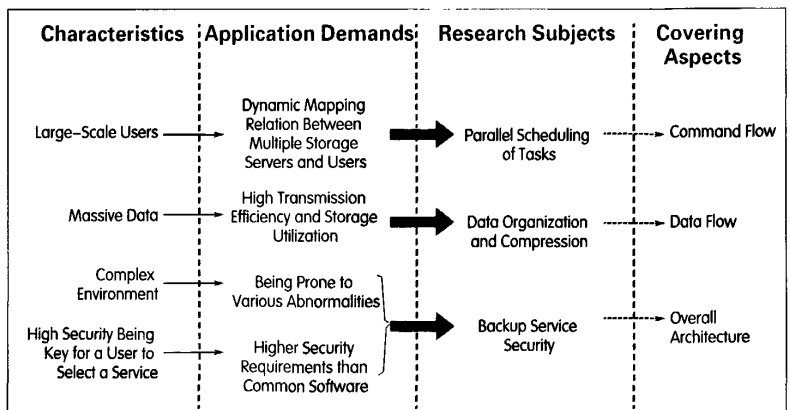 Characteristics
Application Demands
Research Subjects
Covering
Aspects
Large-Scale Users
Dynamic Mapping
Relation Between
Multiple Storage
Servers and Users
Parallel Scheduling
of Tasks
Command Flow
Massive Data
High Transmission
Efficiency and Storage
Utilization
Data Organization
and Compression
Data Flow
Complex
Environment
Being Prone to
Various Abnormalities
High Security Being
Key for a User to
Select a Service
Higher Security
Requirements than
Common Software
Backup Service
Security
Overall
Architecture